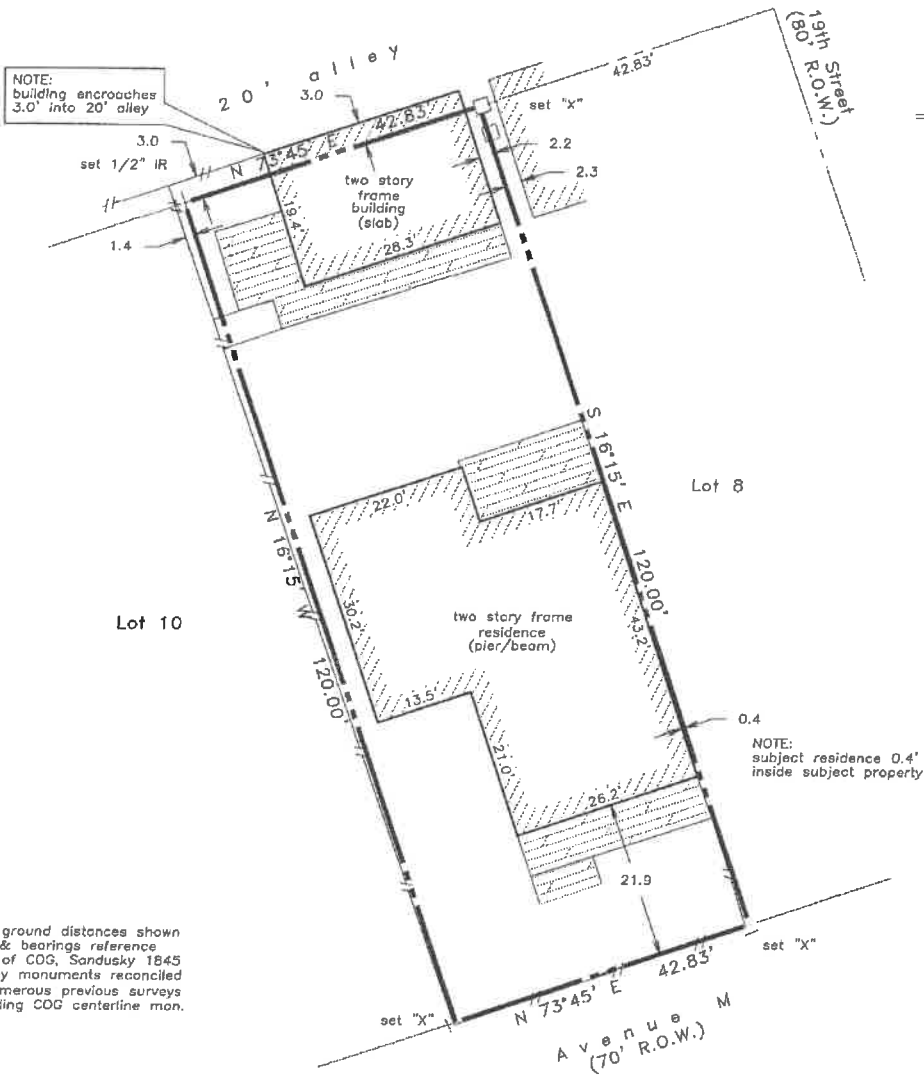 19th Street
(80' R.O.W.)
42.83'
20' alley
NOTE:
building encroaches
3.0' into 20' alley
3.0
set "X"
42.83'
3.0
set 1/2" IR
N 73°45' E
2.2
2.3
two story
frame
building
(slab)
1.4
19.4'
28.3'
S 16°15' E
120.00'
Lot 8
22.0'
17.7'
N 16°15' W
120.00'
Lot 10
30.2'
two story frame
residence
(pier/beam)
43.2'
13.5'
21.0'
0.4
NOTE:
subject residence 0.4'
inside subject property
26.2'
21.9
ground distances shown
& bearings reference
of COG, Sandusky 1845
y monuments reconciled
merous previous surveys
ding COG centerline mon.
set "X"
set "X"
N 73°45' E 42.83'
Avenue M
(70' R.O.W.)